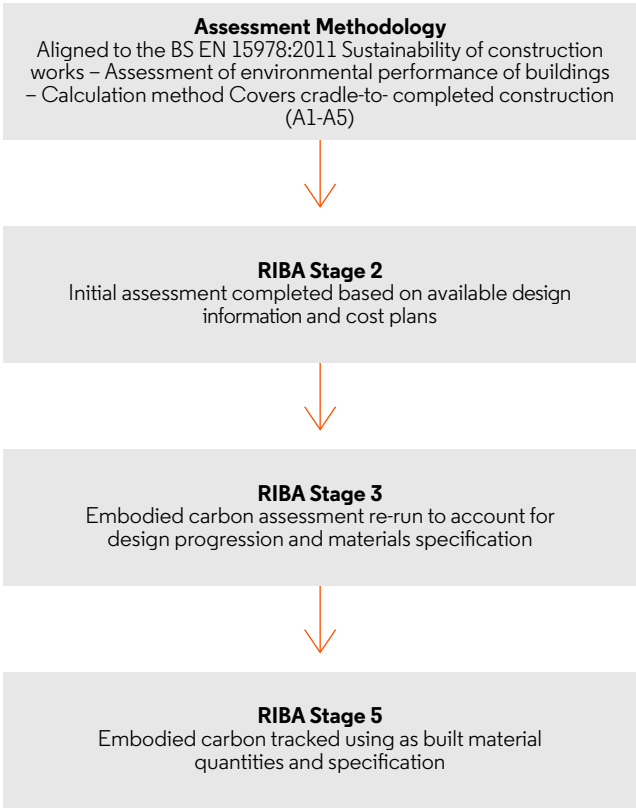 Assessment Methodology
Aligned to the BS EN 15978:2011 Sustainability of construction
works – Assessment of environmental performance of buildings
– Calculation method Covers cradle-to- completed construction
(A1-A5)
RIBA Stage 2
Initial assessment completed based on available design
information and cost plans
RIBA Stage 3
Embodied carbon assessment re-run to account for
design progression and materials specification
RIBA Stage 5
Embodied carbon tracked using as built material
quantities and specification